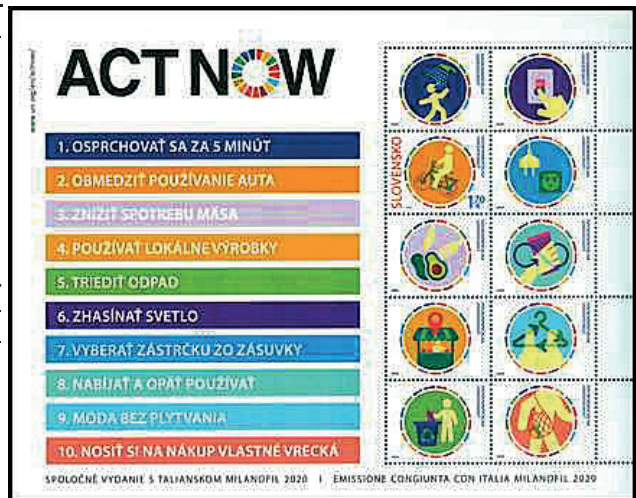 ACT NOW
1. OSPRCHOVAŤ SA ZA 5 MINÚT
2. OBMEDZIŤ POUŽÍVANIE AUTA
3. ZNÍŽIŤ SPOTREBU MÄSA
4. POUŽÍVAŤ LOKÁLNE VÝROBKY
5. TRIEDIŤ ODPAD
6. ZHASÍNAŤ SVETLO
7. VYBERAŤ ZÁSTRČKU ZO ZÁSUVKY
8. NABÍJAŤ A OPÄŤ POUŽÍVAŤ
9. MÓDA BEZ PLYTVANIA
10. NOSIŤ SI NA NÁKUP VLASTNÉ VRECKÁ
SLOVENSKO
SPOLOČNÉ VYDANIE S TALIANSKOM MILANOFIL 2020 | EMISSIONE CONGIUNTA CON ITALIA MILANOFIL 2020